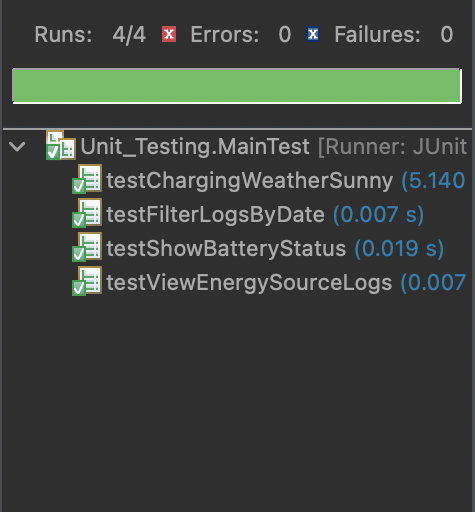 Runs: 4/4 x Errors: 0 x Failures: 0
Unit_Testing.MainTest [Runner: JUnit
testChargingWeatherSunny (5.140
testFilterLogsByDate (0.007 s)
testShowBatteryStatus (0.019 s)
testViewEnergySourceLogs (0.007